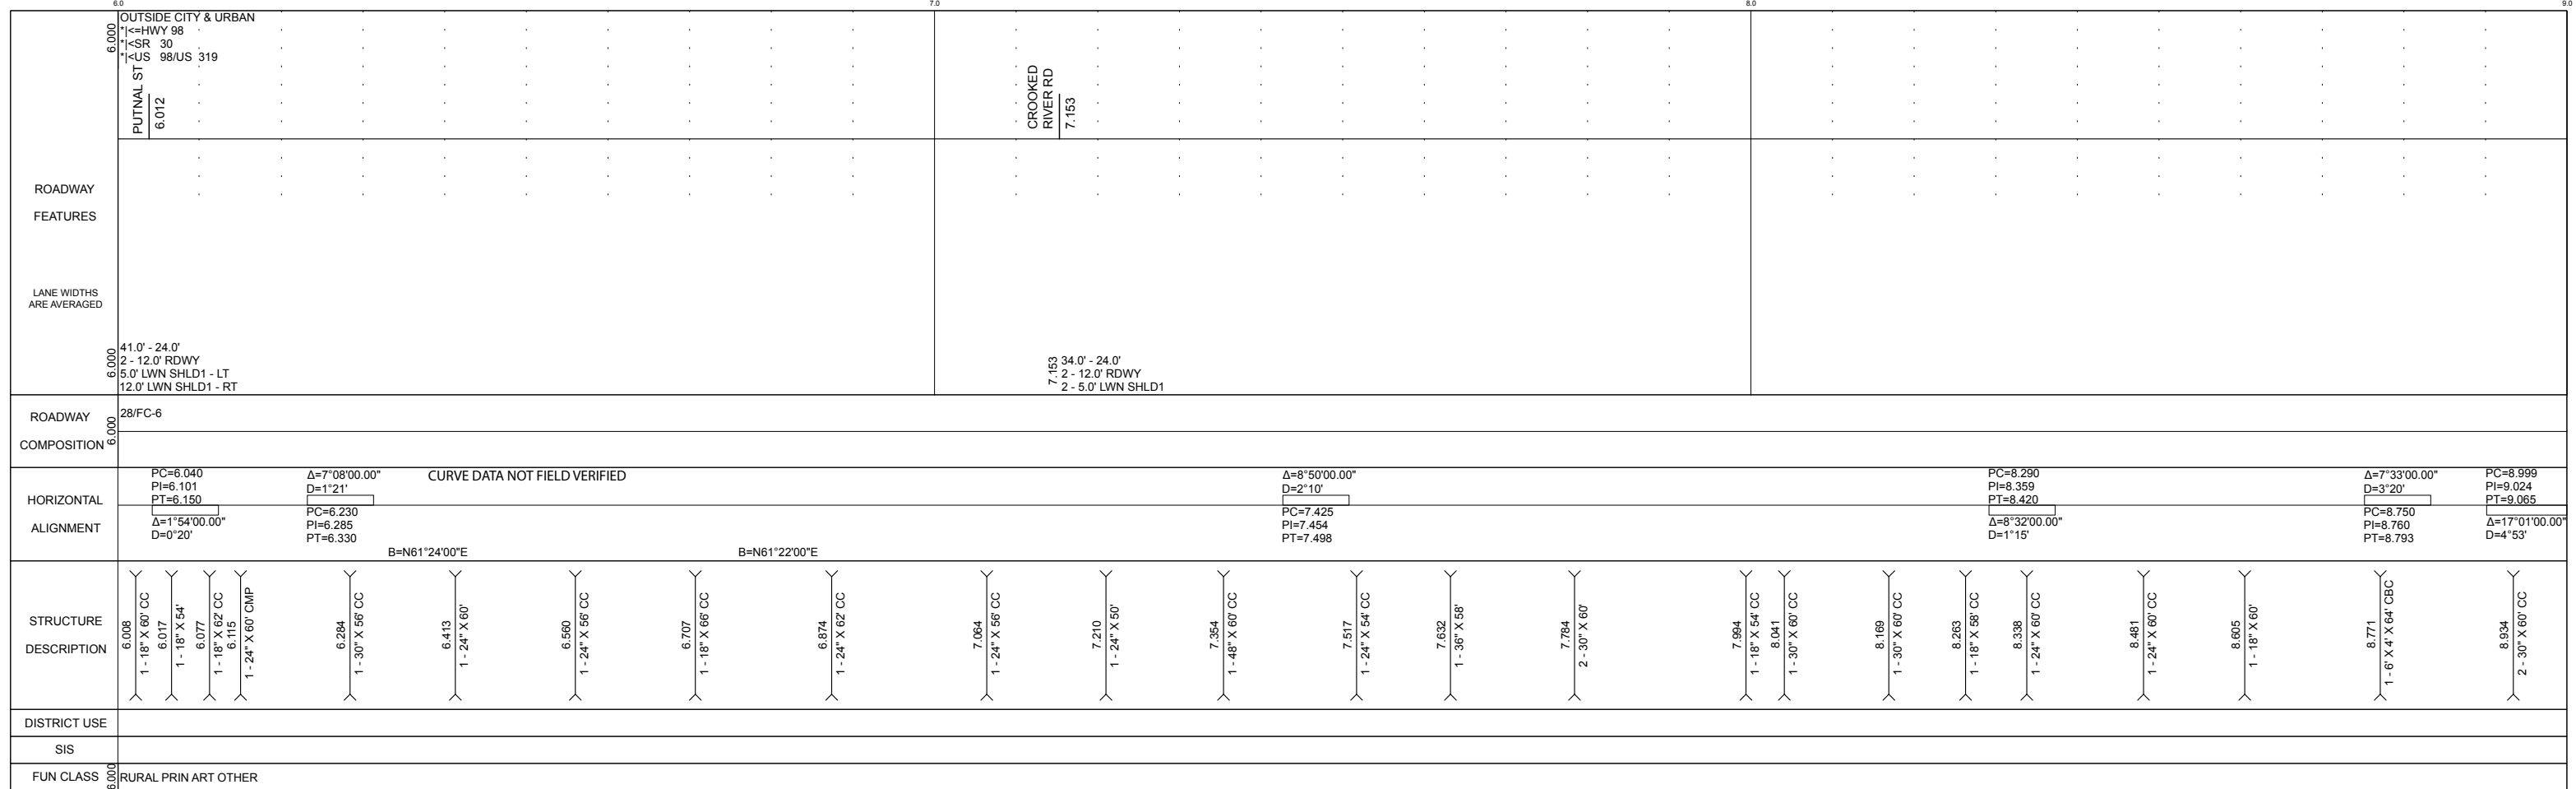 6.0
7.0
8.0
9.0
6.000
OUTSIDE CITY & URBAN
*|<=HWY 98
*|<SR 30
*|<US 98/US 319
PUTNAL ST
6.012
CROOKED
RIVER RD
7.153
ROADWAY
FEATURES
LANE WIDTHS
ARE AVERAGED
6.000
41.0' - 24.0'
2 - 12.0' RDWY
5.0' LWN SHLD1 - LT
12.0' LWN SHLD1 - RT
7.153
34.0' - 24.0'
2 - 12.0' RDWY
2 - 5.0' LWN SHLD1
ROADWAY
COMPOSITION
6.000
28/FC-6
HORIZONTAL
ALIGNMENT
PC=6.040
PI=6.101
PT=6.150
Δ=1°54'00.00"
D=0°20'
Δ=7°08'00.00"
D=1°21'
PC=6.230
PI=6.285
PT=6.330
CURVE DATA NOT FIELD VERIFIED
B=N61°24'00"E
B=N61°22'00"E
Δ=8°50'00.00"
D=2°10'
PC=7.425
PI=7.454
PT=7.498
PC=8.290
PI=8.359
PT=8.420
Δ=8°32'00.00"
D=1°15'
Δ=7°33'00.00"
D=3°20'
PC=8.750
PI=8.760
PT=8.793
PC=8.999
PI=9.024
PT=9.065
Δ=17°01'00.00"
D=4°53'
STRUCTURE
DESCRIPTION
6.008
1 - 18" X 60' CC
6.017
1 - 18" X 54'
6.077
1 - 18" X 62' CC
6.115
1 - 24" X 60' CMP
6.284
1 - 30" X 56' CC
6.413
1 - 24" X 60'
6.560
1 - 24" X 56' CC
6.707
1 - 18" X 66' CC
6.874
1 - 24" X 62' CC
7.064
1 - 24" X 56' CC
7.210
1 - 24" X 50'
7.354
1 - 48" X 60' CC
7.517
1 - 24" X 54' CC
7.632
1 - 36" X 58'
7.784
2 - 30" X 60'
7.994
1 - 18" X 54' CC
8.041
1 - 30" X 60' CC
8.169
1 - 30" X 60' CC
8.263
1 - 18" X 58' CC
8.338
1 - 24" X 60' CC
8.481
1 - 24" X 60' CC
8.605
1 - 18" X 60'
8.771
1 - 6' X 4' X 64' CBC
8.934
2 - 30" X 60' CC
DISTRICT USE
SIS
FUN CLASS
6.000
RURAL PRIN ART OTHER